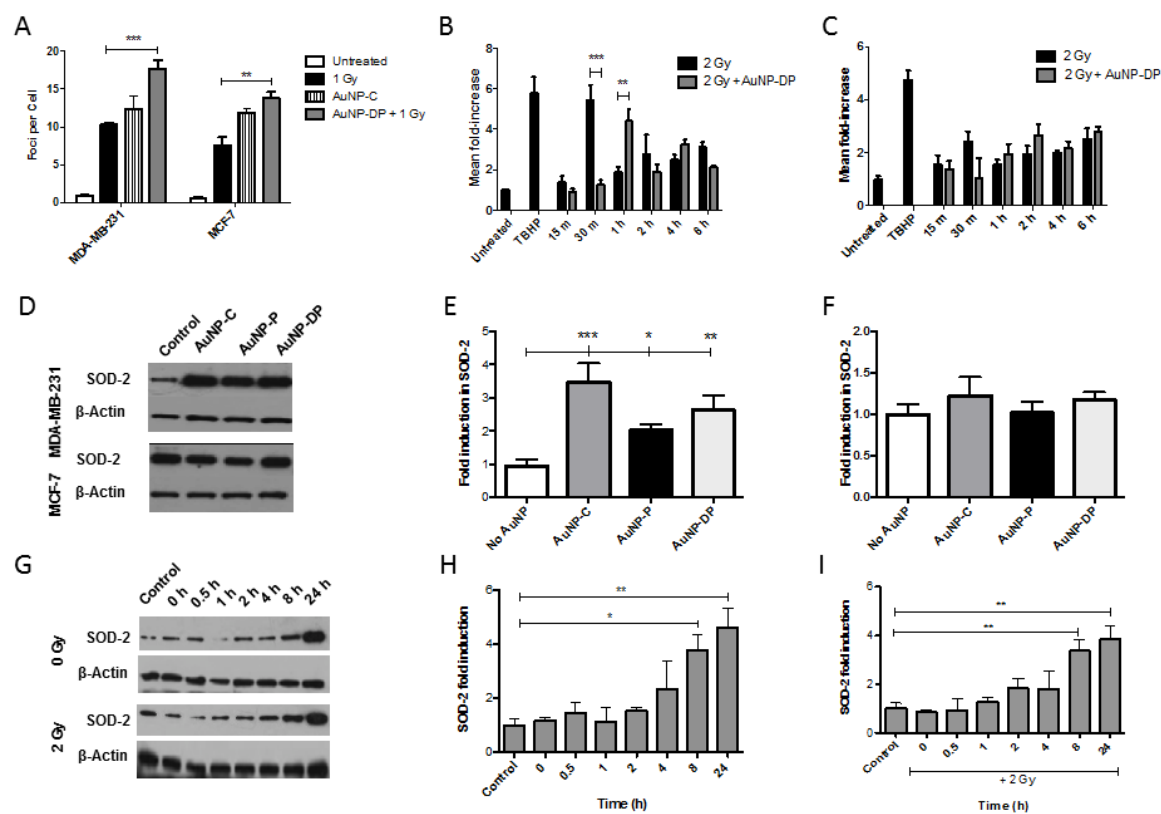 A
Foci per Cell
20
15
10
5
0
***
**
Untreated
1 Gy
AuNP-C
AuNP-DP + 1 Gy
MDA-MB-231
MCF-7
B
Mean fold-increase
8
6
4
2
0
***
**
2 Gy
2 Gy + AuNP-DP
Untreated
TBHP
15 m
30 m
1 h
2 h
4 h
6 h
C
Mean fold-increase
6
4
2
0
2 Gy
2 Gy + AuNP-DP
Untreated
TBHP
15 m
30 m
1 h
2 h
4 h
6 h
D
Control
AuNP-C
AuNP-P
AuNP-DP
MDA-MB-231
SOD-2
β-Actin
MCF-7
SOD-2
β-Actin
E
Fold induction in SOD-2
5
4
3
2
1
0
***
*
**
No AuNP
AuNP-C
AuNP-P
AuNP-DP
F
Fold induction in SOD-2
2.0
1.5
1.0
0.5
0.0
No AuNP
AuNP-C
AuNP-P
AuNP-DP
G
Control
0 h
0.5 h
1 h
2 h
4 h
8 h
24 h
0 Gy
SOD-2
β-Actin
2 Gy
SOD-2
β-Actin
H
SOD-2 fold induction
6
4
2
0
**
*
Control
0
0.5
1
2
4
8
24
Time (h)
I
SOD-2 fold induction
6
4
2
0
**
**
Control
0
0.5
1
2
4
8
24
+ 2 Gy
Time (h)